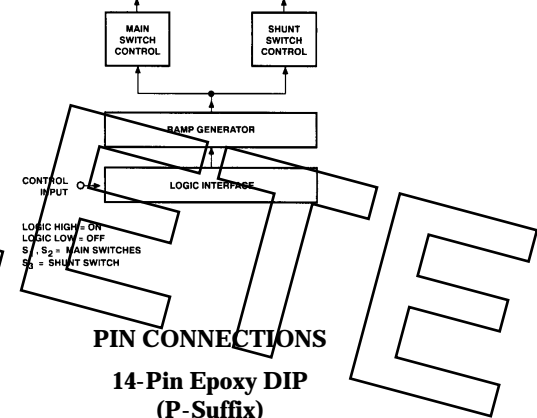 MAIN
SWITCH
CONTROL
SHUNT
SWITCH
CONTROL
RAMP GENERATOR
CONTROL
INPUT
LOGIC INTERFACE
LOGIC HIGH = ON
LOGIC LOW = OFF
S1, S2 = MAIN SWITCHES
S3 = SHUNT SWITCH
ETE
PIN CONNECTIONS
14-Pin Epoxy DIP
(P-Suffix)